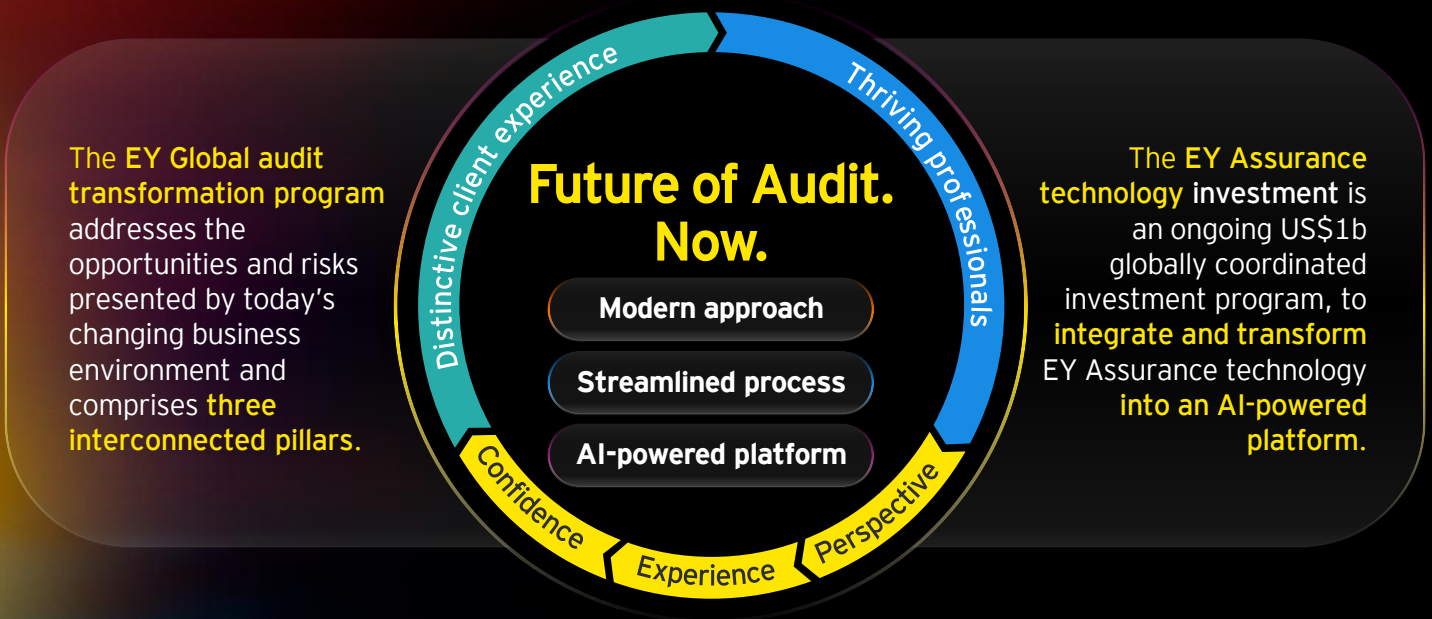 The EY Global audit
transformation program
addresses the
opportunities and risks
presented by today's
changing business
environment and
comprises three
interconnected pillars.
Distinctive client experience
Thriving professionals
Future of Audit.
Now.
Modern approach
Streamlined process
AI-powered platform
Confidence
Experience
Perspective
The EY Assurance
technology investment is
an ongoing US$1b
globally coordinated
investment program, to
integrate and transform
EY Assurance technology
into an AI-powered
platform.